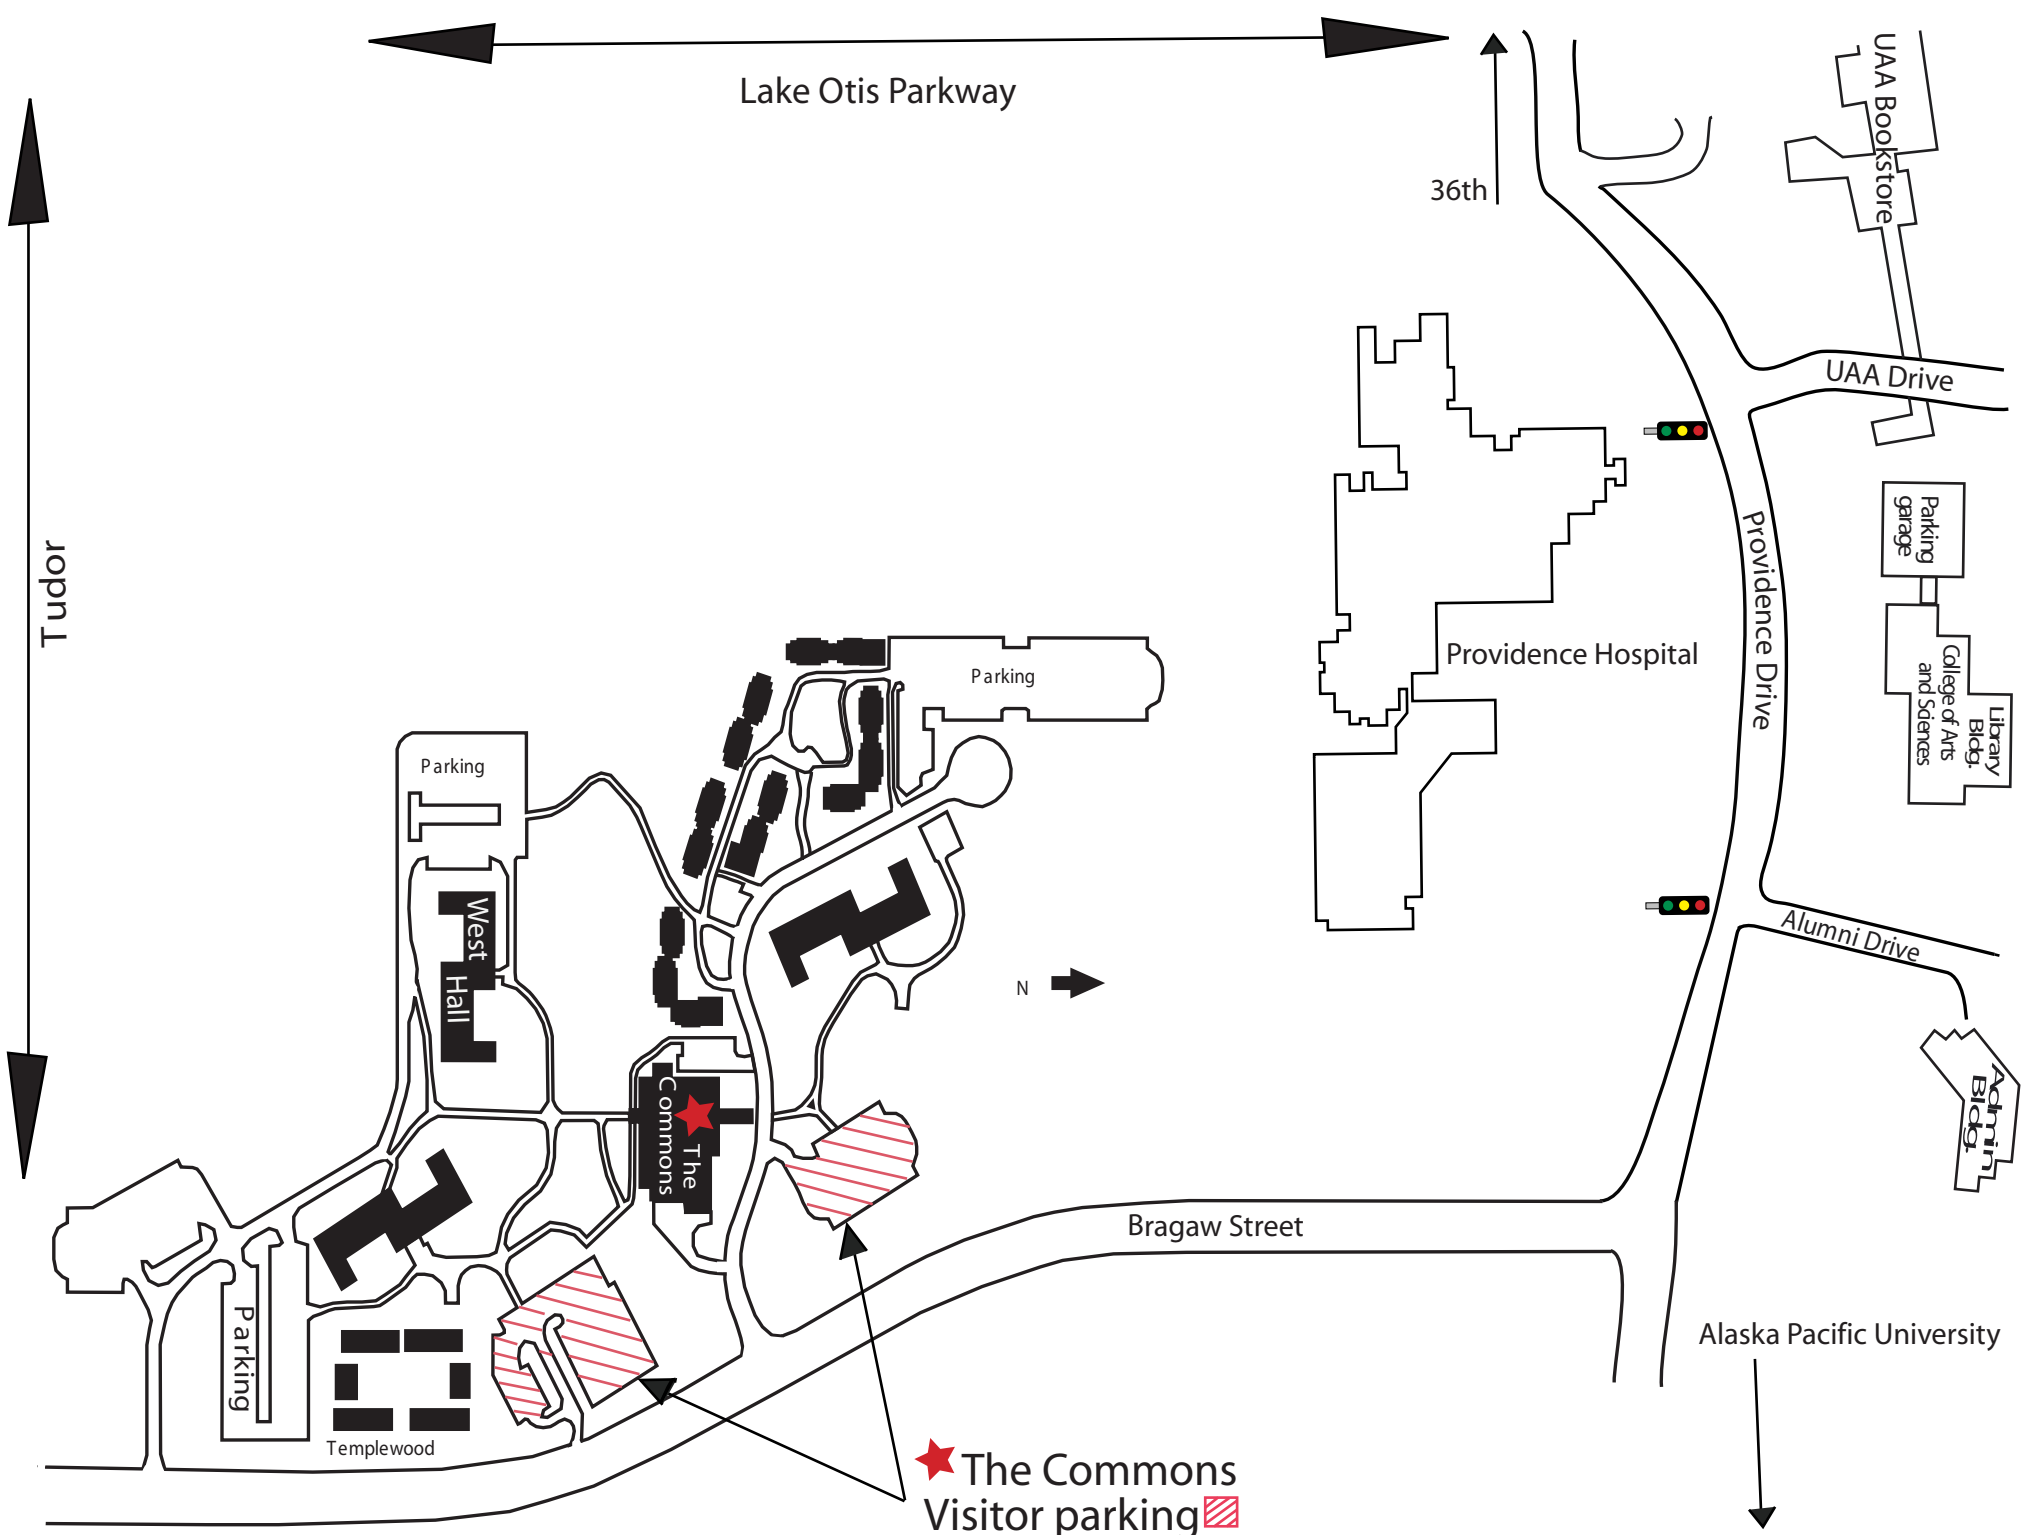 Lake Otis Parkway
36th
UAA Bookstore
UAA Drive
Tudor
Parking
garage
Providence Drive
Providence Hospital
College of Arts
and Sciences
Library
Bldg.
Parking
Parking
West
Hall
Alumni Drive
N
The
Commons
Admin
Bldg.
Bragaw Street
Parking
Alaska Pacific University
Templewood
The Commons
Visitor parking